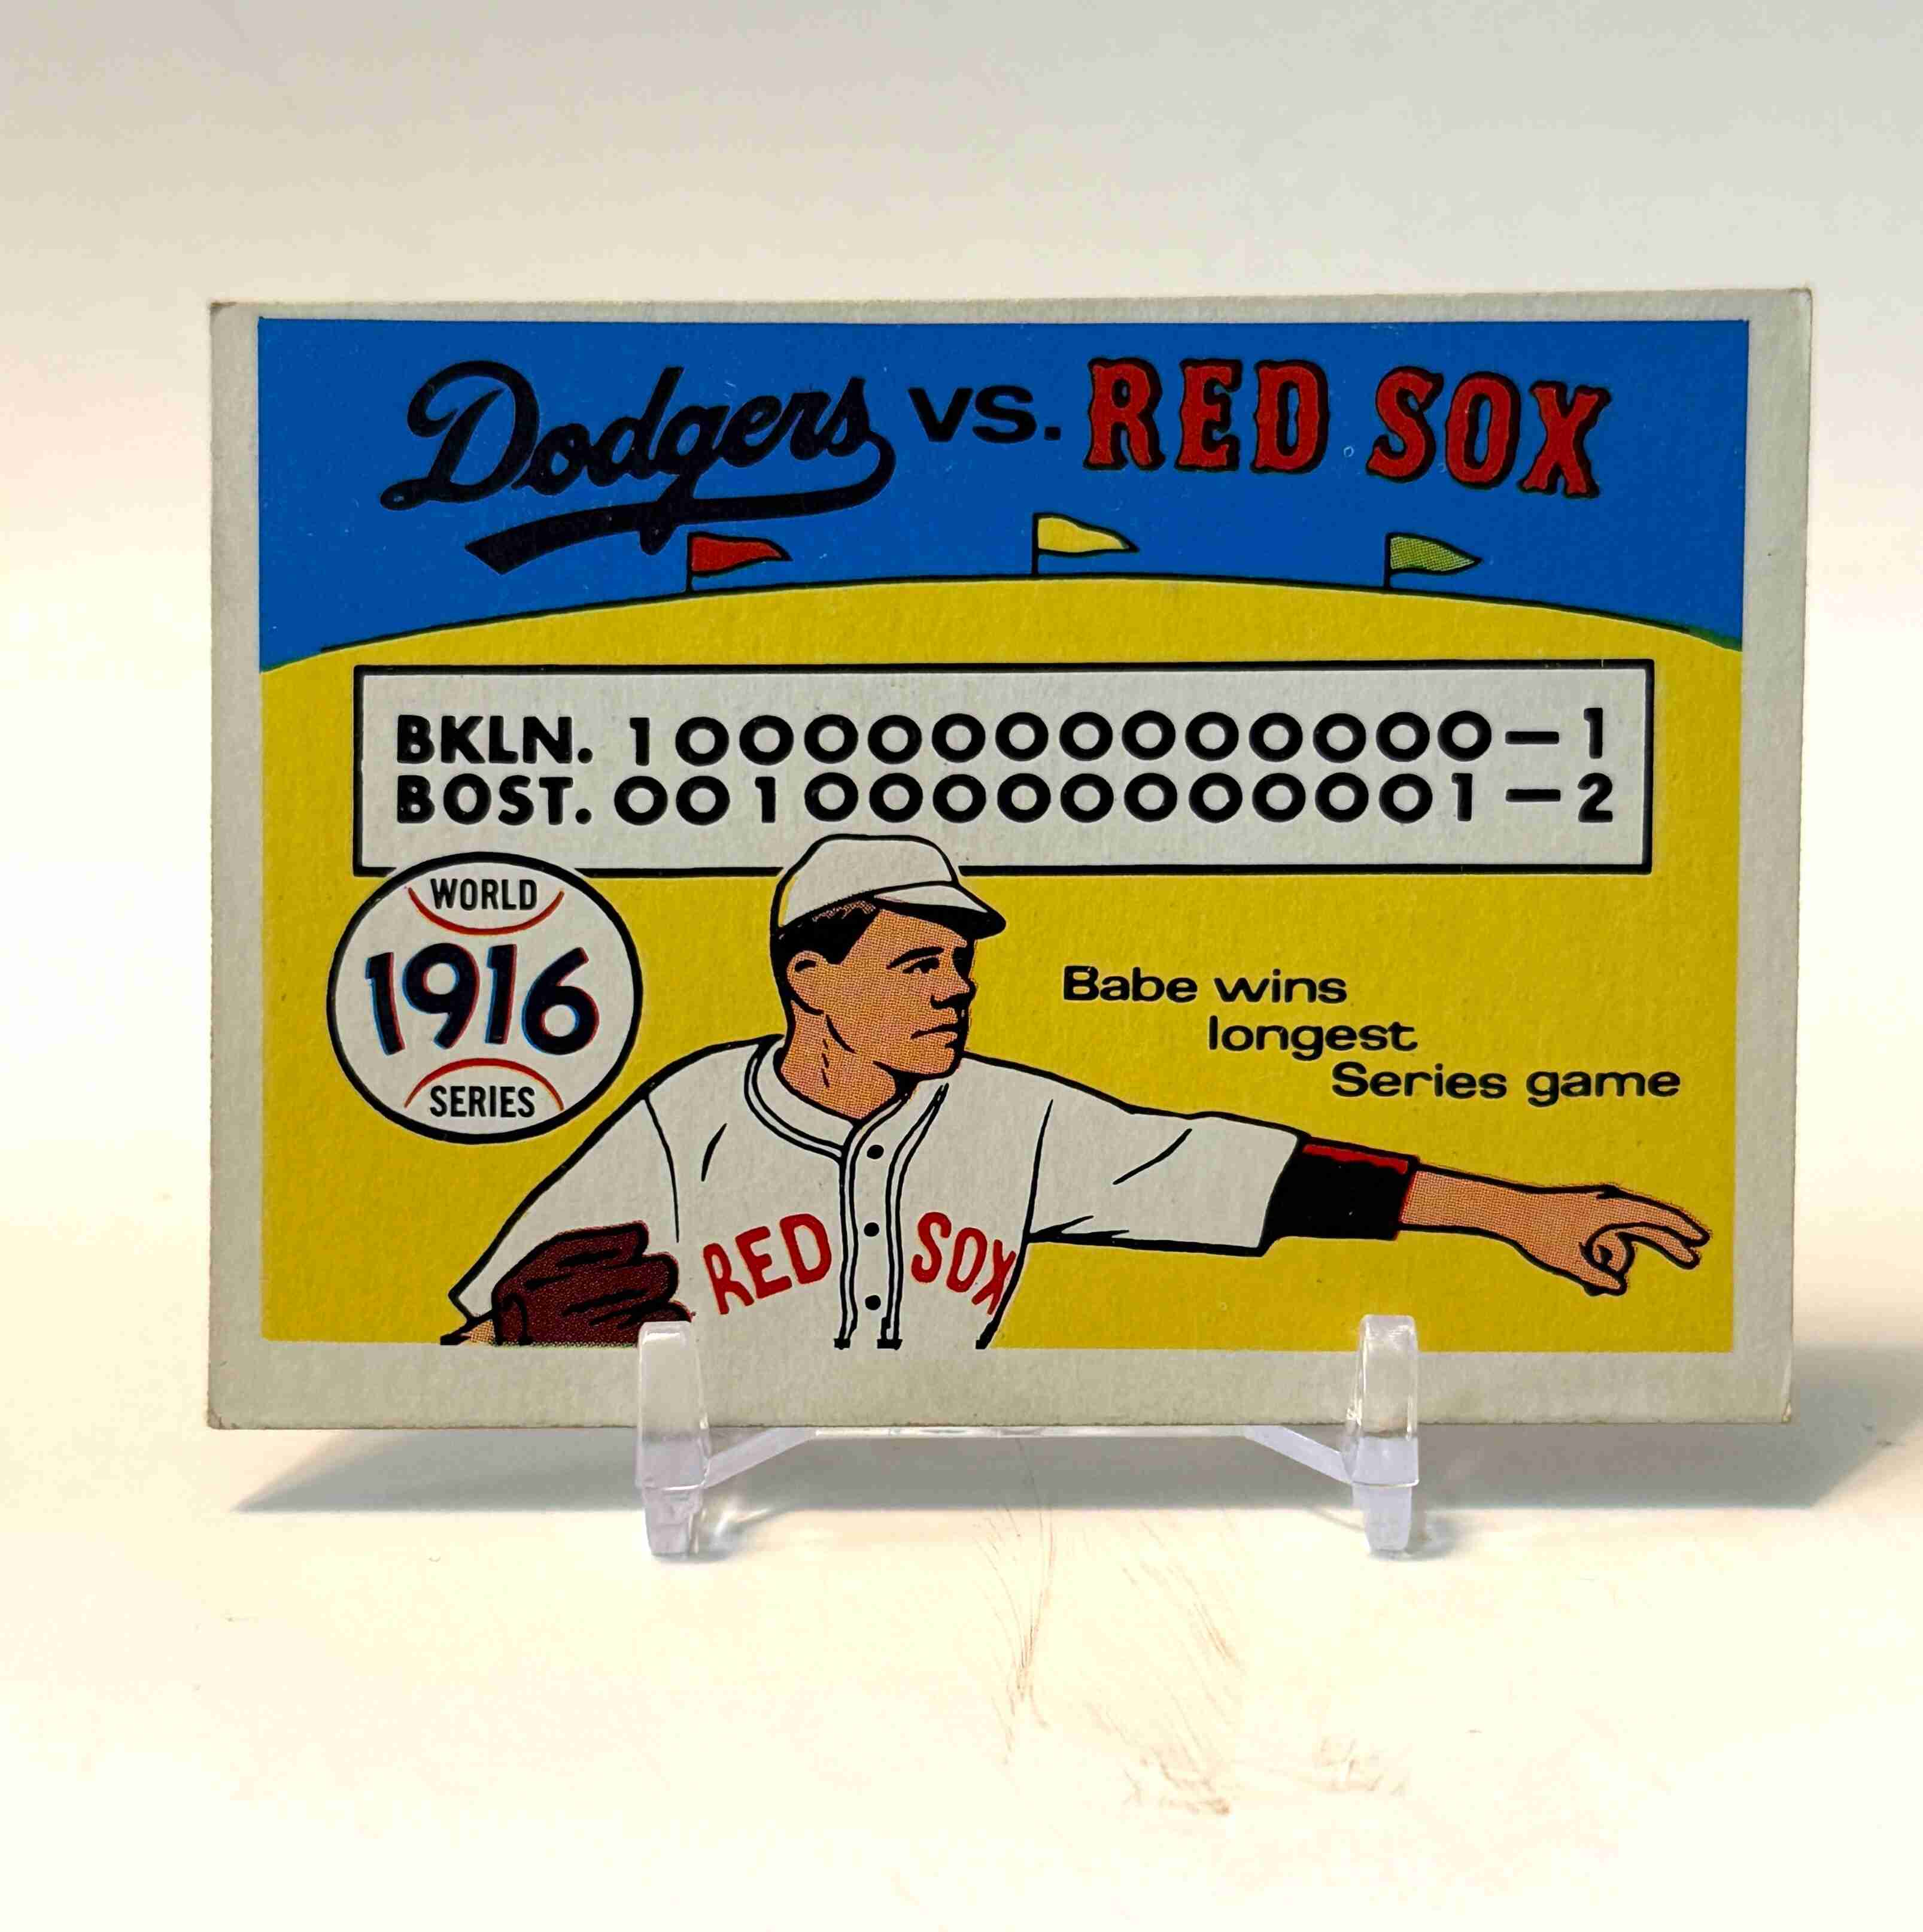 Dodgers vs. RED SOX
BKLN. 10000000000000 – 1
BOST. 00100000000001 – 2
WORLD
1916
SERIES
Babe wins
longest
Series game
RED SOX